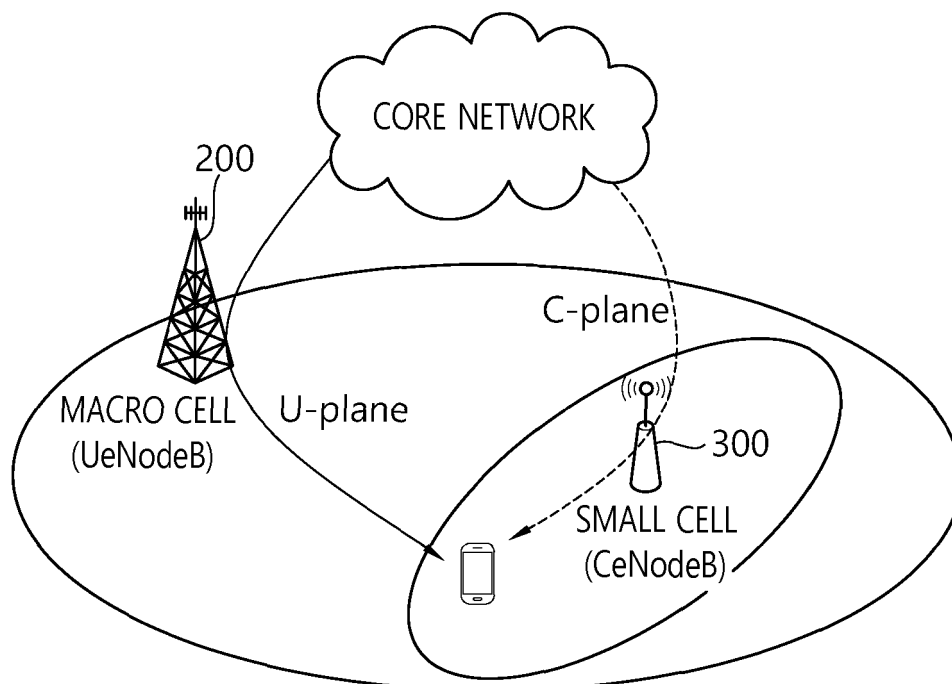 CORE NETWORK
200
C-plane
MACRO CELL
(UeNodeB)
U-plane
300
SMALL CELL
(CeNodeB)